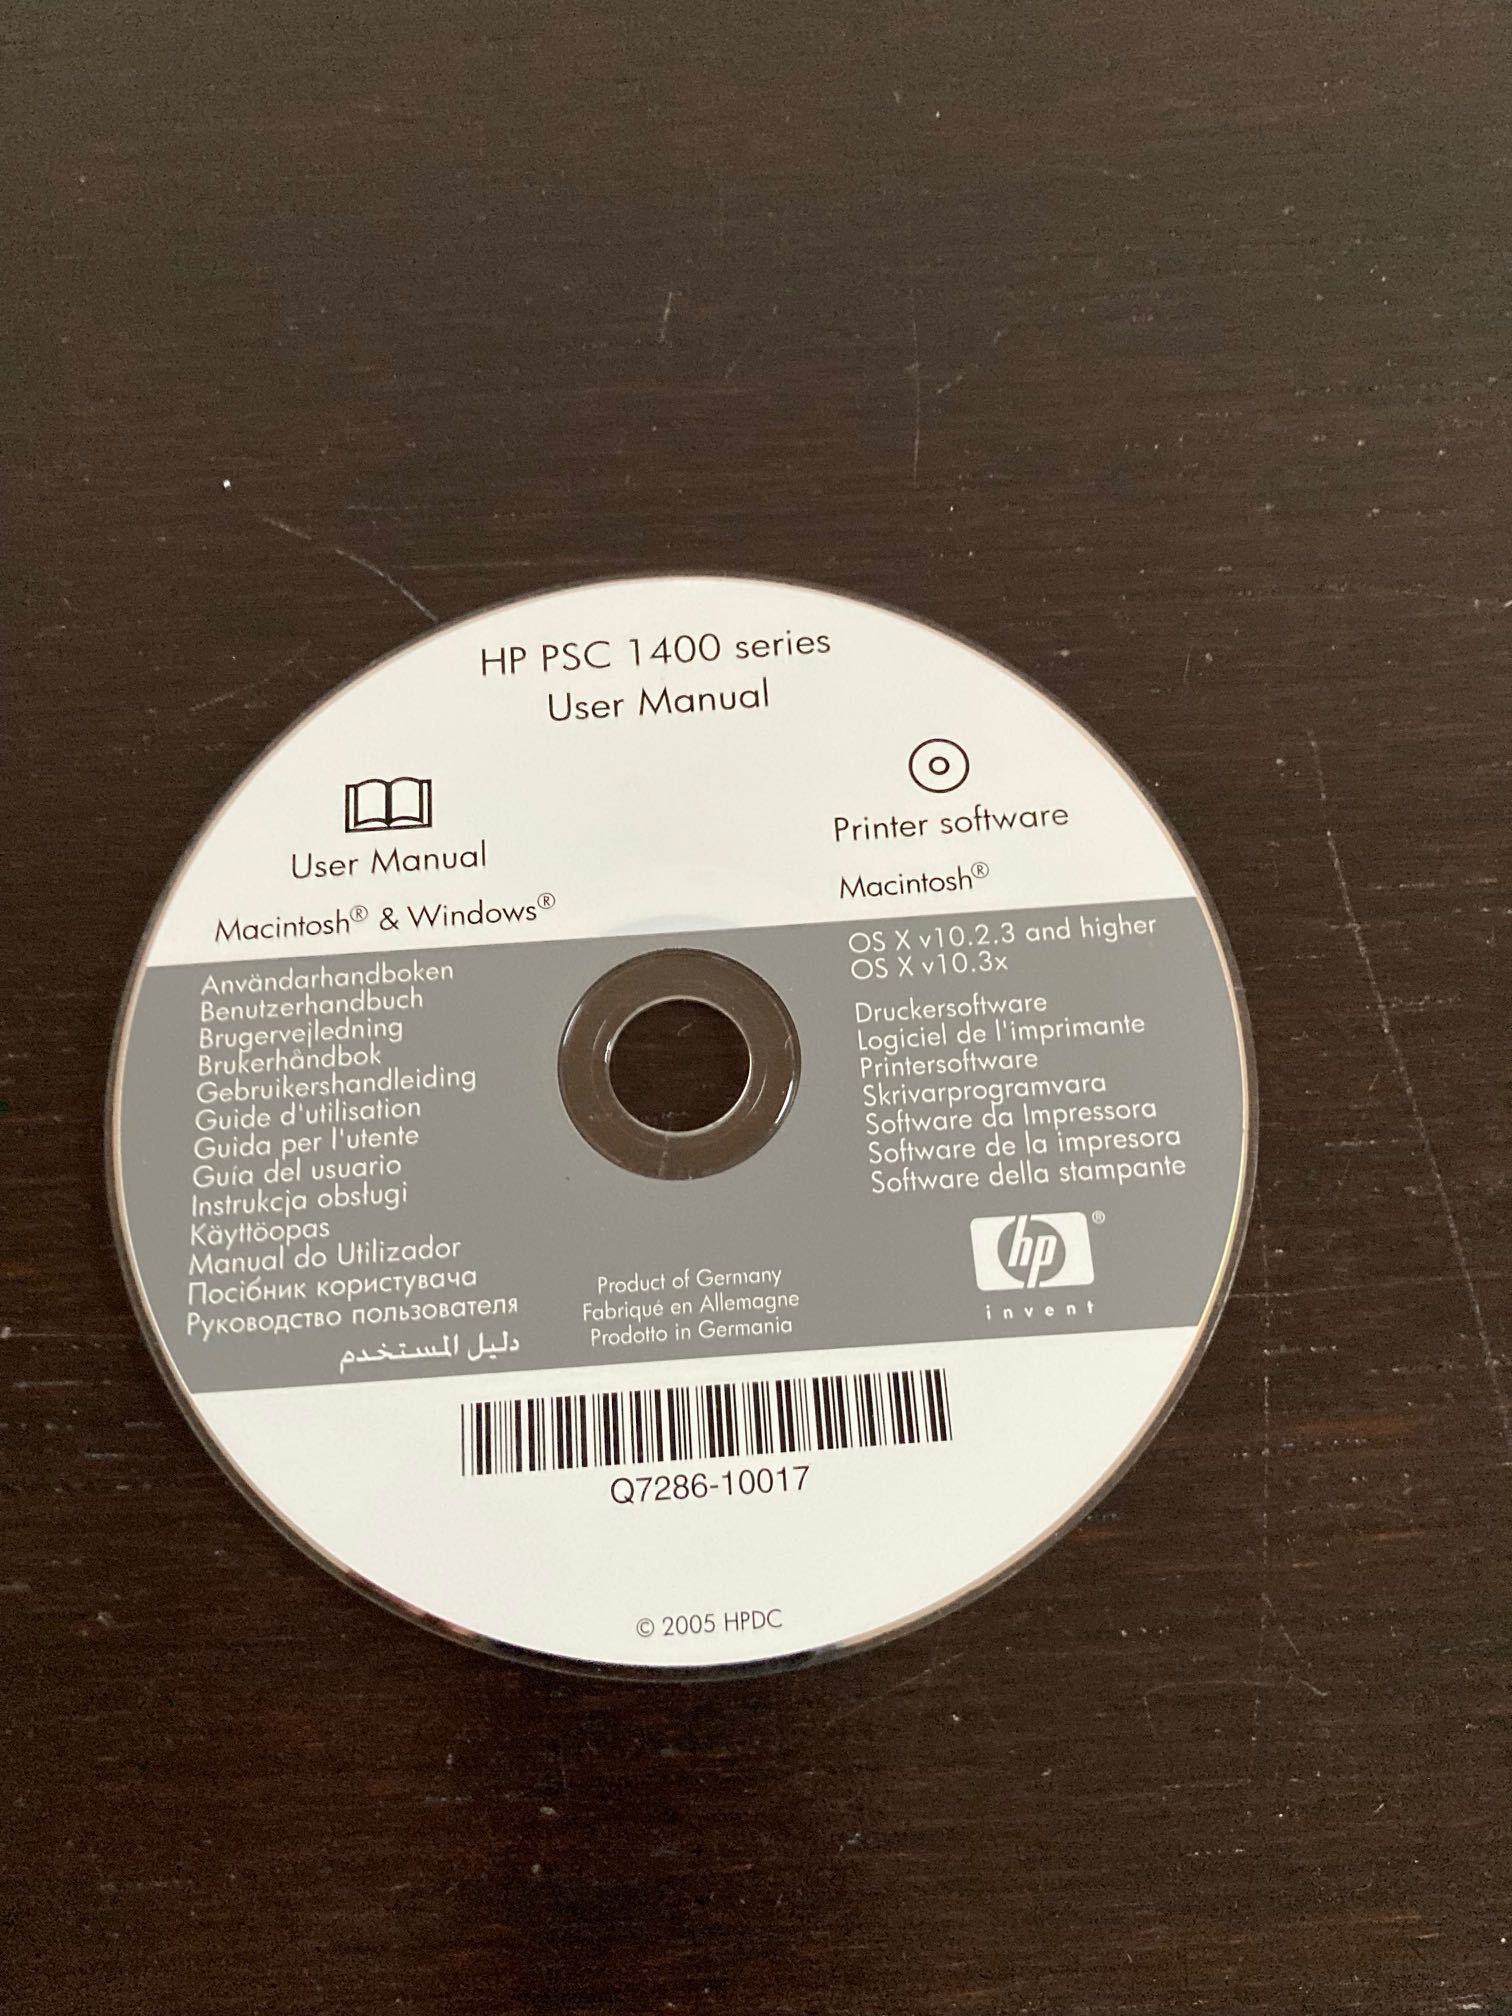 HP PSC 1400 series
User Manual
User Manual
Macintosh® & Windows®
Användarhandboken
Benutzerhandbuch
Brugervejledning
Brukerhåndbok
Gebruikershandleiding
Guide d'utilisation
Guida per l'utente
Guía del usuario
Instrukcja obsługi
Käyttöopas
Manual do Utilizador
Посібник користувача
Руководство пользователя
دليل المستخدم
Printer software
Macintosh®
OS X v10.2.3 and higher
OS X v10.3x
Druckersoftware
Logiciel de l'imprimante
Printersoftware
Skrivarprogramvara
Software da Impressora
Software de la impresora
Software della stampante
hp®
invent
Product of Germany
Fabriqué en Allemagne
Prodotto in Germania
Q7286-10017
© 2005 HPDC